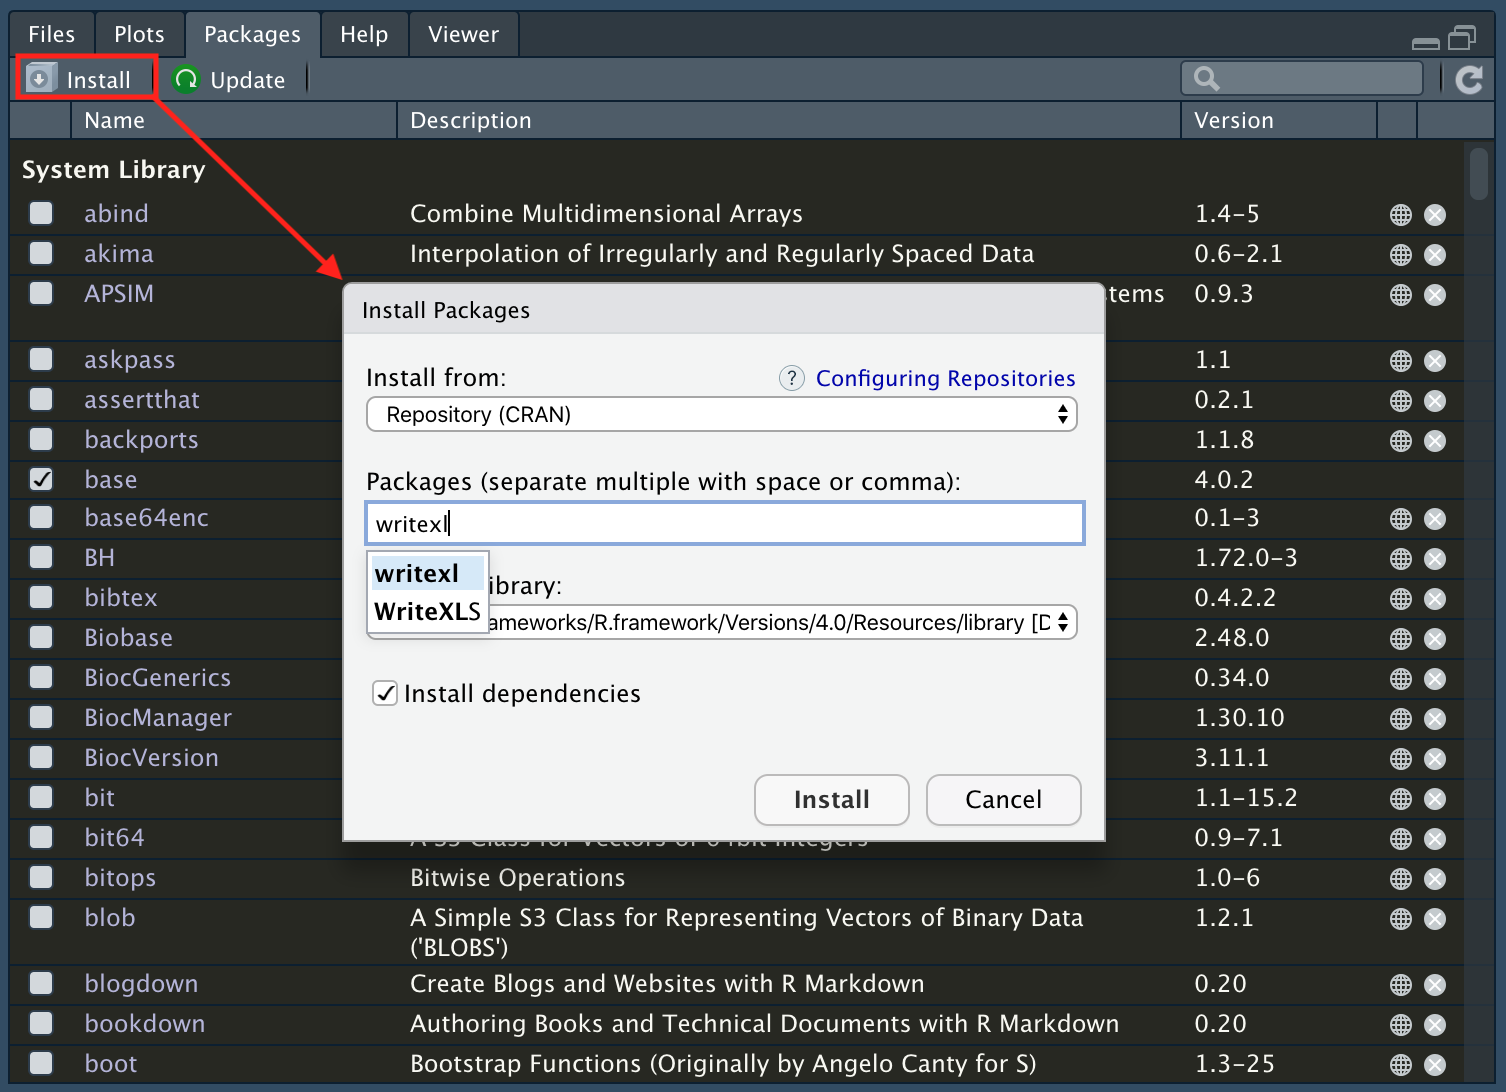 Files Plots Packages Help Viewer
Install Update
Name Description Version
System Library
abind Combine Multidimensional Arrays 1.4-5
akima Interpolation of Irregularly and Regularly Spaced Data 0.6-2.1
APSIM stems 0.9.3
askpass 1.1
assertthat 0.2.1
backports 1.1.8
base 4.0.2
base64enc 0.1-3
BH 1.72.0-3
bibtex 0.4.2.2
Biobase 2.48.0
BiocGenerics 0.34.0
BiocManager 1.30.10
BiocVersion 3.11.1
bit 1.1-15.2
bit64 A S3 Class for Vectors of 64bit Integers 0.9-7.1
bitops Bitwise Operations 1.0-6
blob A Simple S3 Class for Representing Vectors of Binary Data 1.2.1
('BLOBS')
blogdown Create Blogs and Websites with R Markdown 0.20
bookdown Authoring Books and Technical Documents with R Markdown 0.20
boot Bootstrap Functions (Originally by Angelo Canty for S) 1.3-25
Install Packages
Install from: ? Configuring Repositories
Repository (CRAN)
Packages (separate multiple with space or comma):
writexl
writexl
WriteXLS
ibrary:
ameworks/R.framework/Versions/4.0/Resources/library [D
Install dependencies
Install Cancel